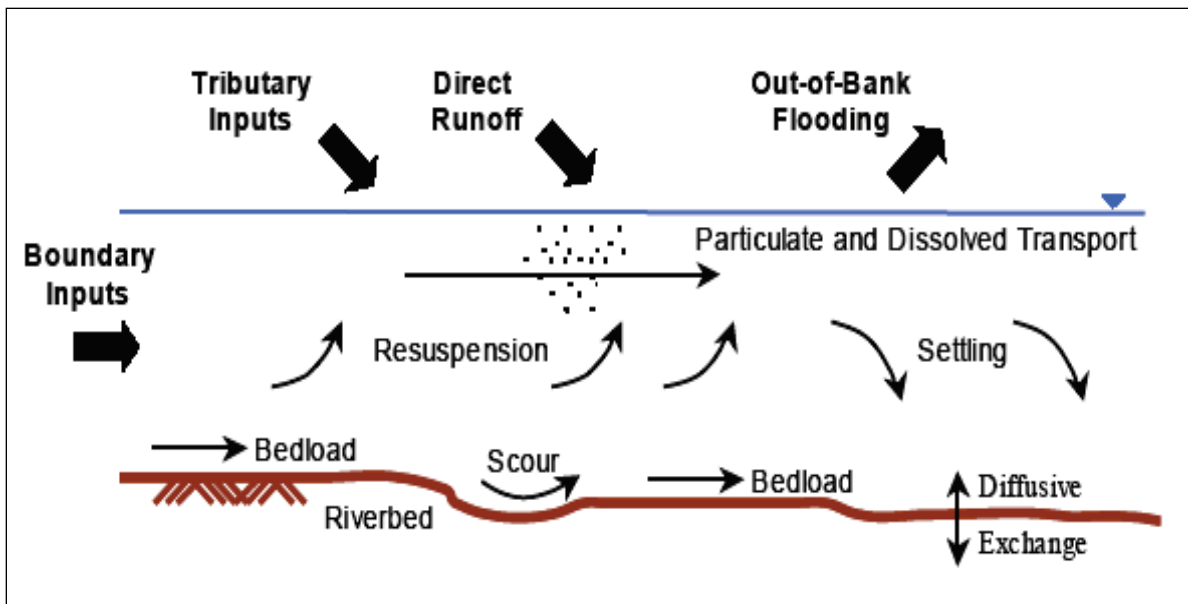 Tributary
Inputs
Direct
Runoff
Out-of-Bank
Flooding
Particulate and Dissolved Transport
Boundary
Inputs
Resuspension
Settling
Bedload
Scour
Bedload
Riverbed
Diffusive
Exchange